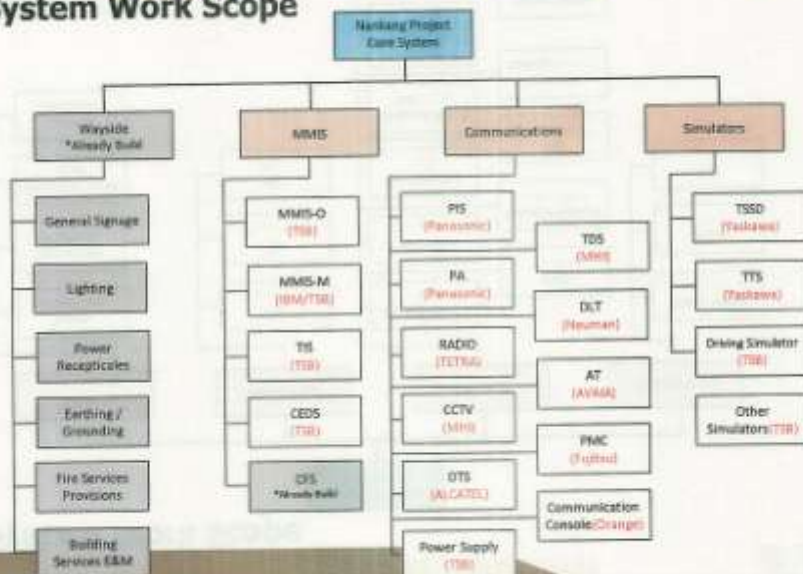 System Work Scope
Nankang Project
Core System
Wayside
*Already Build
MMIS
Communications
Simulators
General Signage
Lighting
Power
Receptacles
Earthing /
Grounding
Fire Services
Provisions
Building
Services E&M
MMIS-O
(TSB)
MMIS-M
(IBM/TSB)
TIS
(TSB)
CEDS
(TSB)
*Already Build
PIS
(Panasonic)
PA
(Panasonic)
RADIO
(TETRA)
CCTV
(MHI)
(ALCATEL)
Power Supply
(TSB)
TDS
(MHI)
DLT
(Neuman)
AT
(AVAYA)
PMC
(Fujitsu)
Communication
Console(Orange)
TSSD
(Yaskawa)
TTS
(Yaskawa)
Driving Simulator
(TSB)
Other
Simulators(TSB)